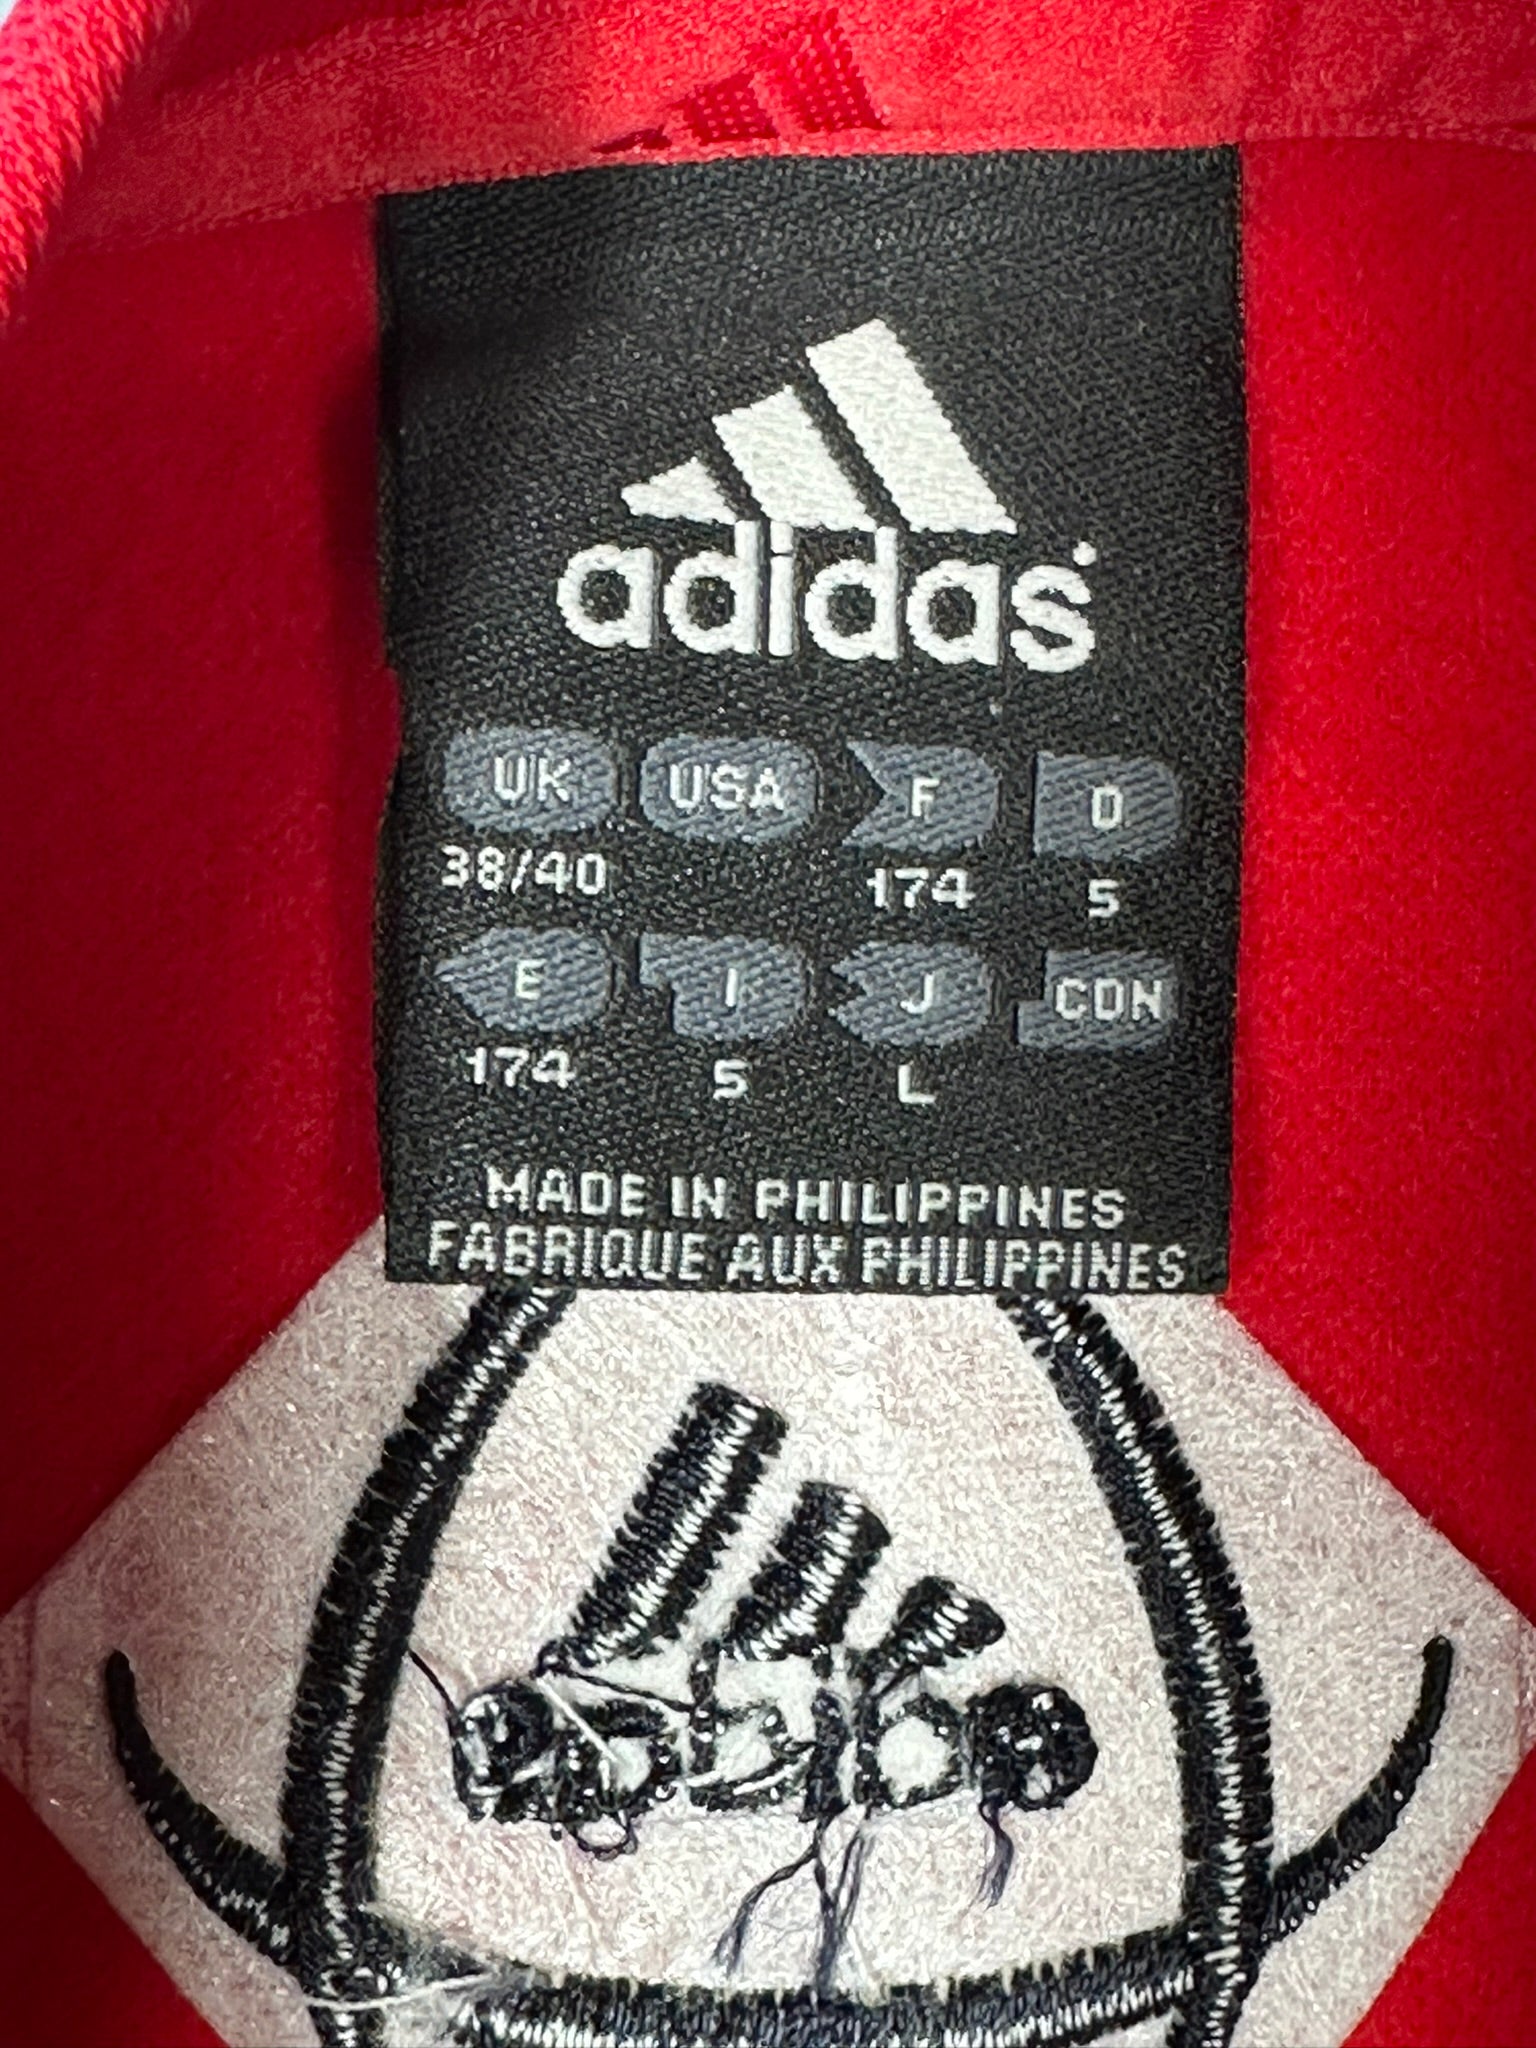 adidas
UK USA F D
38/40 174 5
E I J CDN
174 5 L
MADE IN PHILIPPINES
FABRIQUE AUX PHILIPPINES